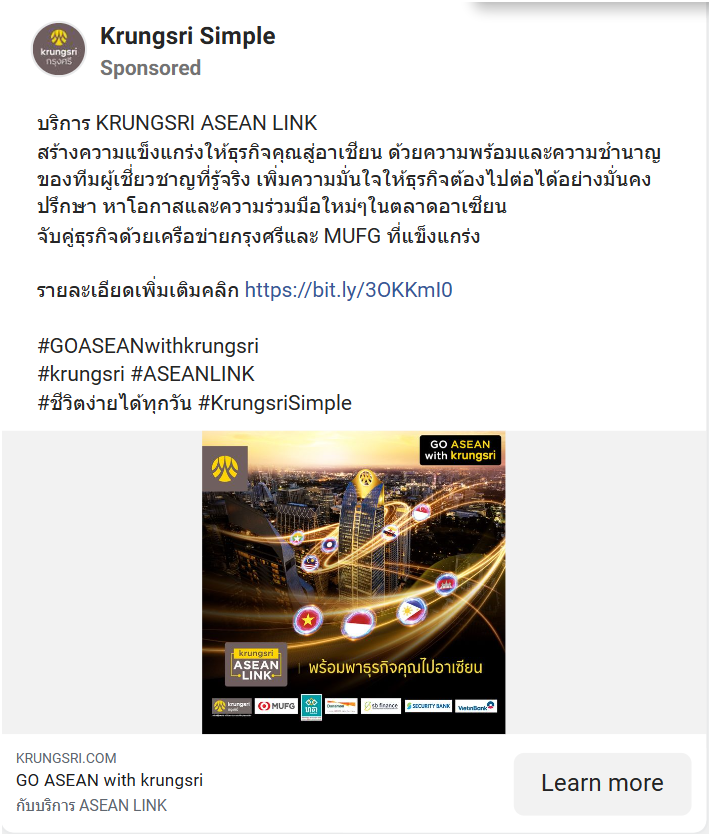 krungsri
กรุงศรี
Krungsri Simple
Sponsored
บริการ KRUNGSRI ASEAN LINK
สร้างความแข็งแกร่งให้ธุรกิจคุณสู่อาเซียน ด้วยความพร้อมและความชำนาญ
ของทีมผู้เชี่ยวชาญที่รู้จริง เพิ่มความมั่นใจให้ธุรกิจต้องไปต่อได้อย่างมั่นคง
ปรึกษา หาโอกาสและความร่วมมือใหม่ๆในตลาดอาเซียน
จับคู่ธุรกิจด้วยเครือข่ายกรุงศรีและ MUFG ที่แข็งแกร่ง
รายละเอียดเพิ่มเติมคลิก https://bit.ly/3OKKmI0
#GOASEANwithkrungsri
#krungsri #ASEANLINK
#ชีวิตง่ายได้ทุกวัน #KrungsriSimple
GO ASEAN
with krungsri
krungsri
ASEAN
LINK
พร้อมพาธุรกิจคุณไปอาเซียน
krungsri
กรุงศรี
MUFG
Danamon
sb finance
SECURITY BANK
VietinBank
KRUNGSRI.COM
GO ASEAN with krungsri
กับบริการ ASEAN LINK
Learn more